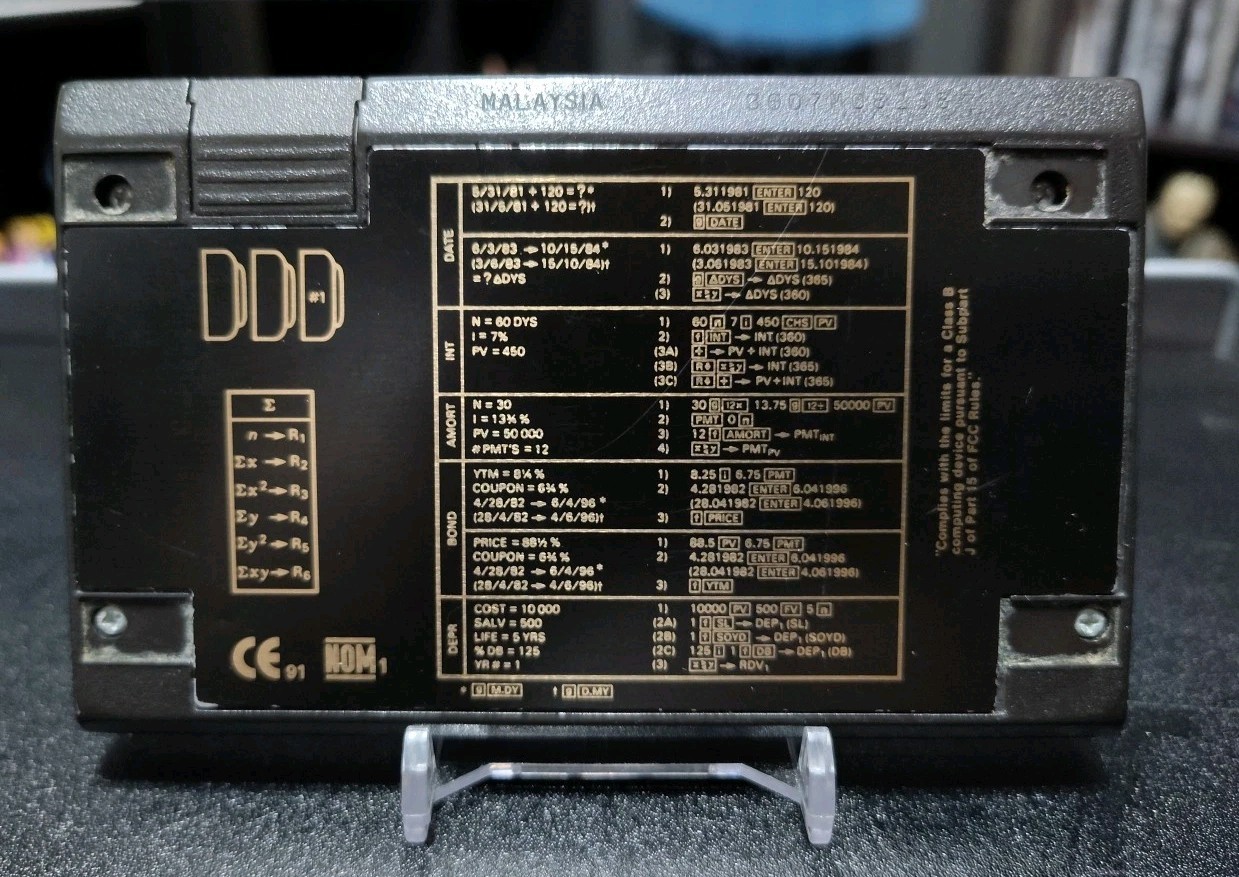 MALAYSIA
#1
Σ
n → R1
Σx → R2
Σx² → R3
Σy → R4
Σy² → R5
Σxy → R6
CE 91
NOM 1
DATE
5/31/81 + 120 = ?* 1) 5.311981 ENTER 120
(31/5/81 + 120 = ?)† (31.051981 ENTER 120)
2) g DATE
6/3/83 → 10/15/84* 1) 6.031983 ENTER 10.151984
(3/6/83 → 15/10/84)† (3.061983 ENTER 15.101984)
= ? ΔDYS 2) g ΔDYS → ΔDYS (365)
(3) x≷y → ΔDYS (360)
INT
N = 60 DYS 1) 60 n 7 i 450 CHS PV
I = 7% 2) f INT → INT (360)
PV = 450 (3A) + → PV + INT (360)
(3B) R↓ x≷y → INT (365)
(3C) R↓ + → PV+INT (365)
AMORT
N = 30 1) 30 g 12× 13.75 g 12÷ 50000 PV
I = 13¾ % 2) PMT 0 n
PV = 50 000 3) 12 f AMORT → PMT INT
#PMT'S = 12 4) x≷y → PMT PV
BOND
YTM = 8¼ % 1) 8.25 i 6.75 PMT
COUPON = 6¾ % 2) 4.281982 ENTER 6.041996
4/28/82 → 6/4/96 * (28.041982 ENTER 4.061996)
(28/4/82 → 4/6/96)† 3) f PRICE
PRICE = 88½ % 1) 88.5 PV 6.75 PMT
COUPON = 6¾ % 2) 4.281982 ENTER 6.041996
4/28/82 → 6/4/96 * (28.041982 ENTER 4.061996)
(28/4/82 → 4/6/96)† 3) f YTM
DEPR
COST = 10 000 1) 10000 PV 500 FV 5 n
SALV = 500 (2A) 1 f SL → DEP1 (SL)
LIFE = 5 YRS (2B) 1 f SOYD → DEP1 (SOYD)
% DB = 125 (2C) 125 i 1 f DB → DEP1 (DB)
YR # = 1 (3) x≷y → RDV1
* g M.DY † g D.MY
"Complies with the limits for a Class B
computing device pursuant to Subpart
J of Part 15 of FCC Rules."